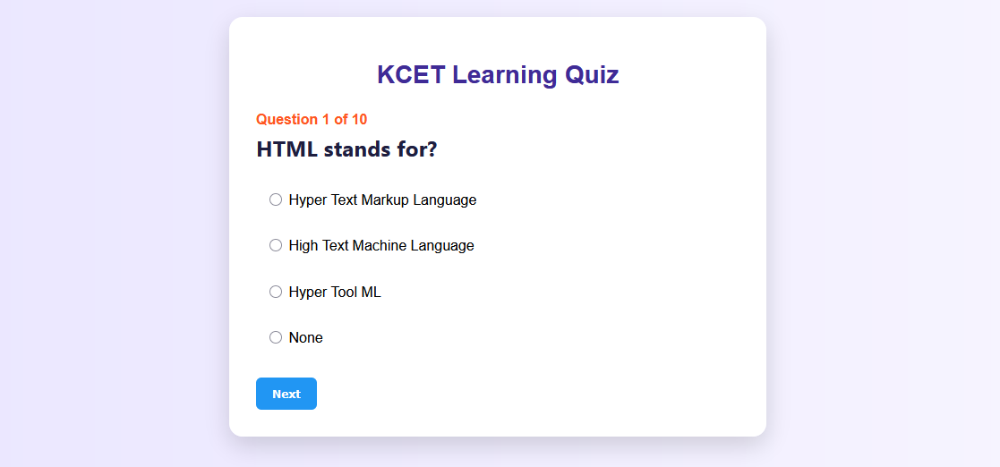 KCET Learning Quiz
Question 1 of 10
HTML stands for?
Hyper Text Markup Language
High Text Machine Language
Hyper Tool ML
None
Next